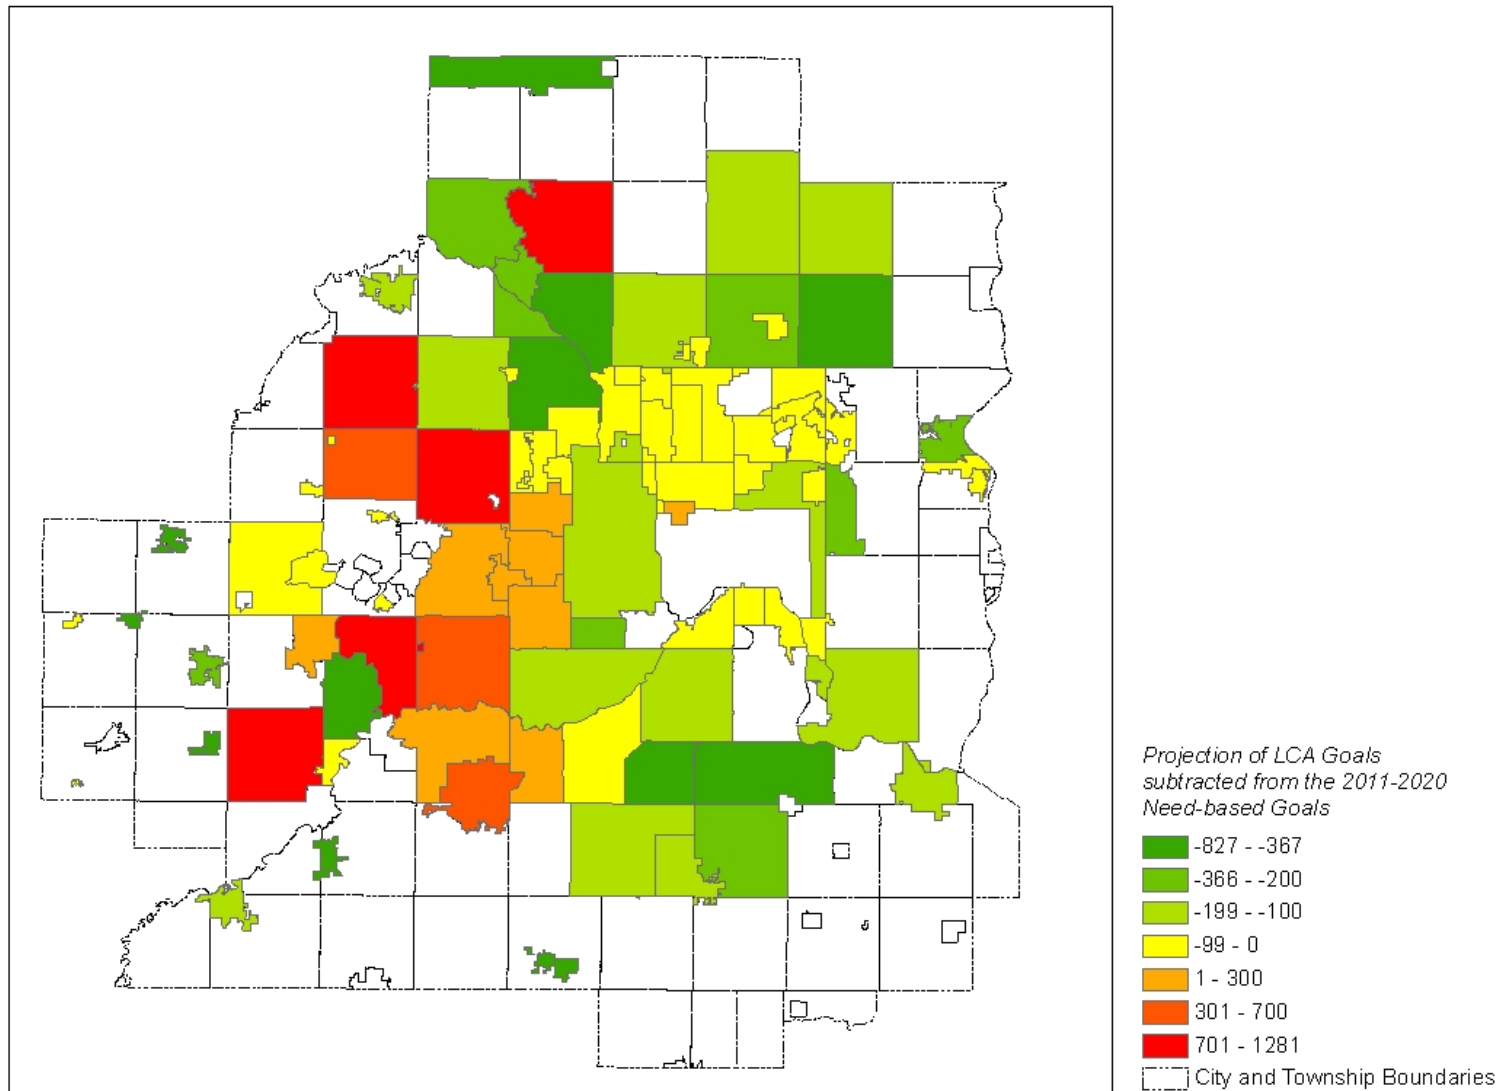 Projection of LCA Goals
subtracted from the 2011-2020
Need-based Goals
-827 - -367
-366 - -200
-199 - -100
-99 - 0
1 - 300
301 - 700
701 - 1281
City and Township Boundaries